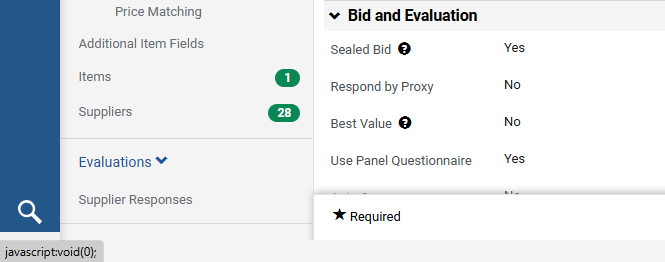 Price Matching
Additional Item Fields
Items 1
Suppliers 28
Evaluations
Supplier Responses
Bid and Evaluation
Sealed Bid ? Yes
Respond by Proxy No
Best Value ? No
Use Panel Questionnaire Yes
No
★ Required
javascript:void(0);